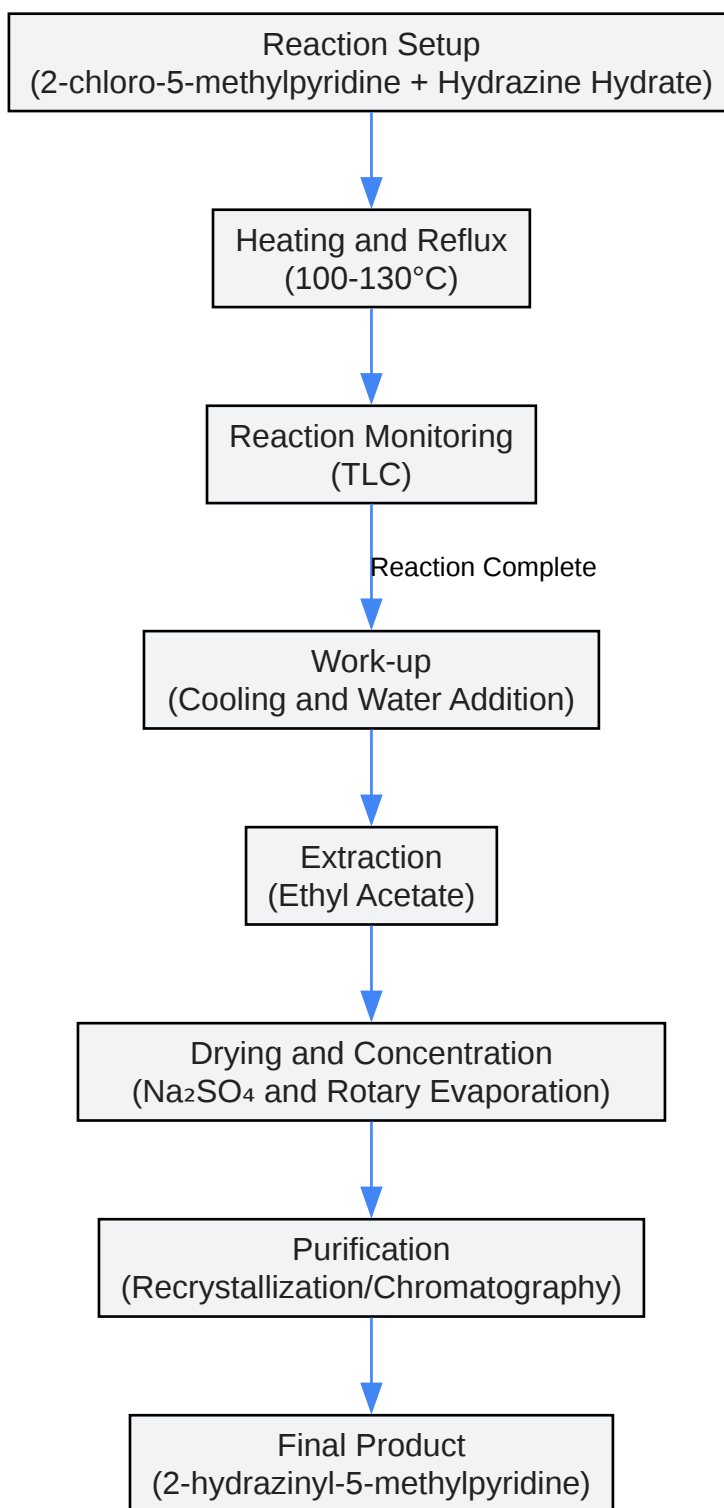 Reaction Setup
(2-chloro-5-methylpyridine + Hydrazine Hydrate)
Heating and Reflux
(100-130°C)
Reaction Monitoring
(TLC)
Reaction Complete
Work-up
(Cooling and Water Addition)
Extraction
(Ethyl Acetate)
Drying and Concentration
(Na₂SO₄ and Rotary Evaporation)
Purification
(Recrystallization/Chromatography)
Final Product
(2-hydrazinyl-5-methylpyridine)